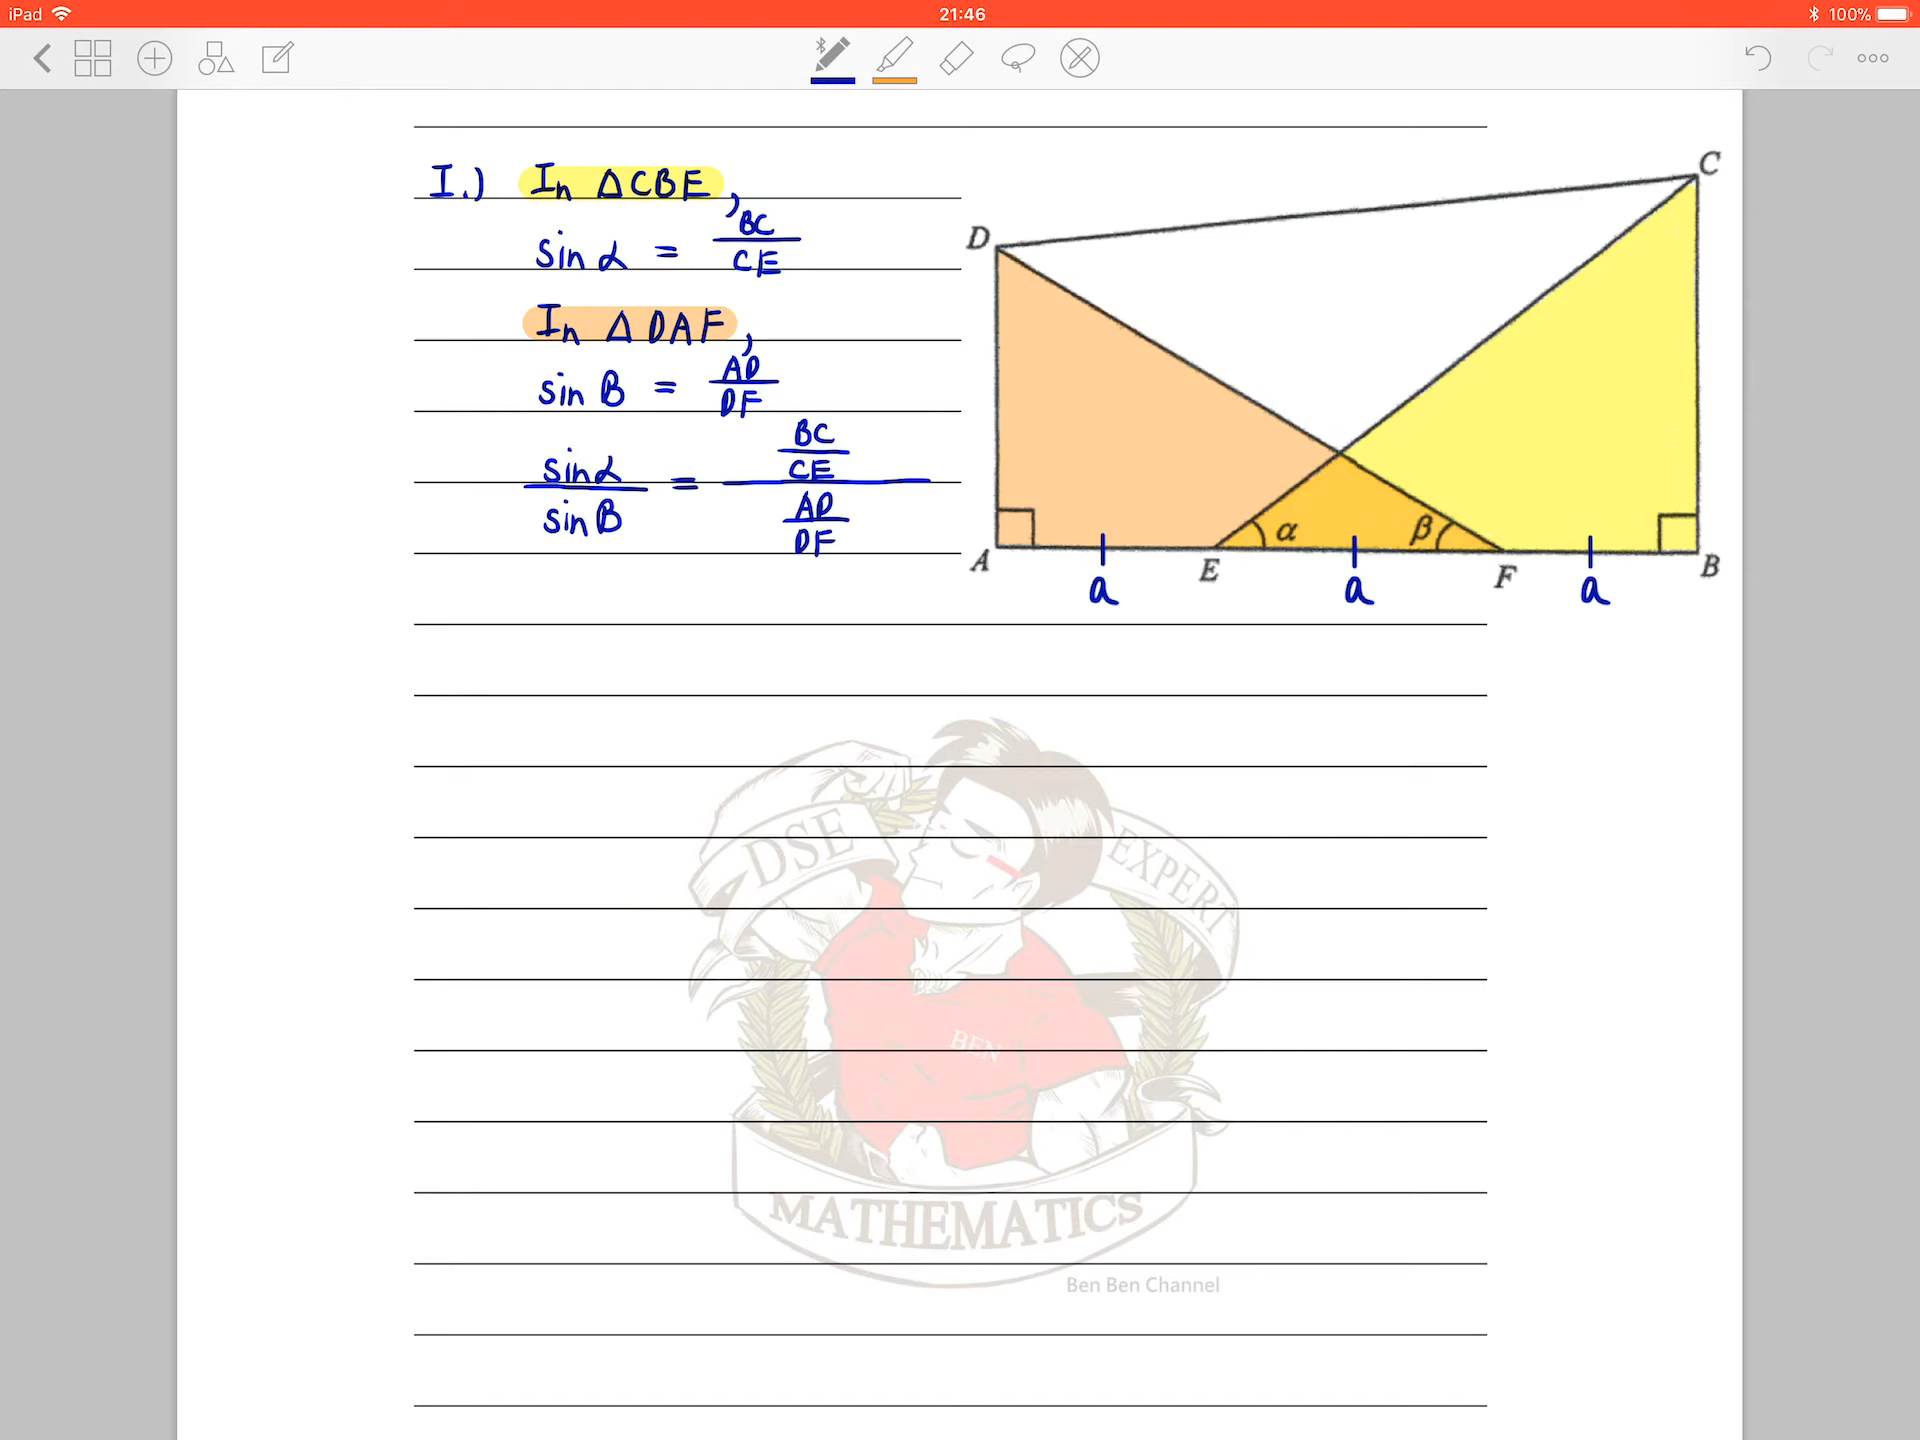 iPad 21:46 100%
I.) In △CBE,
sin α = BC/CE
In △DAF,
sin B = AD/DF
sin α/sin B = (BC/CE)/(AD/DF)
C
D
α β
A E F B
a a a
DSE EXPERT
BEN
MATHEMATICS
Ben Ben Channel